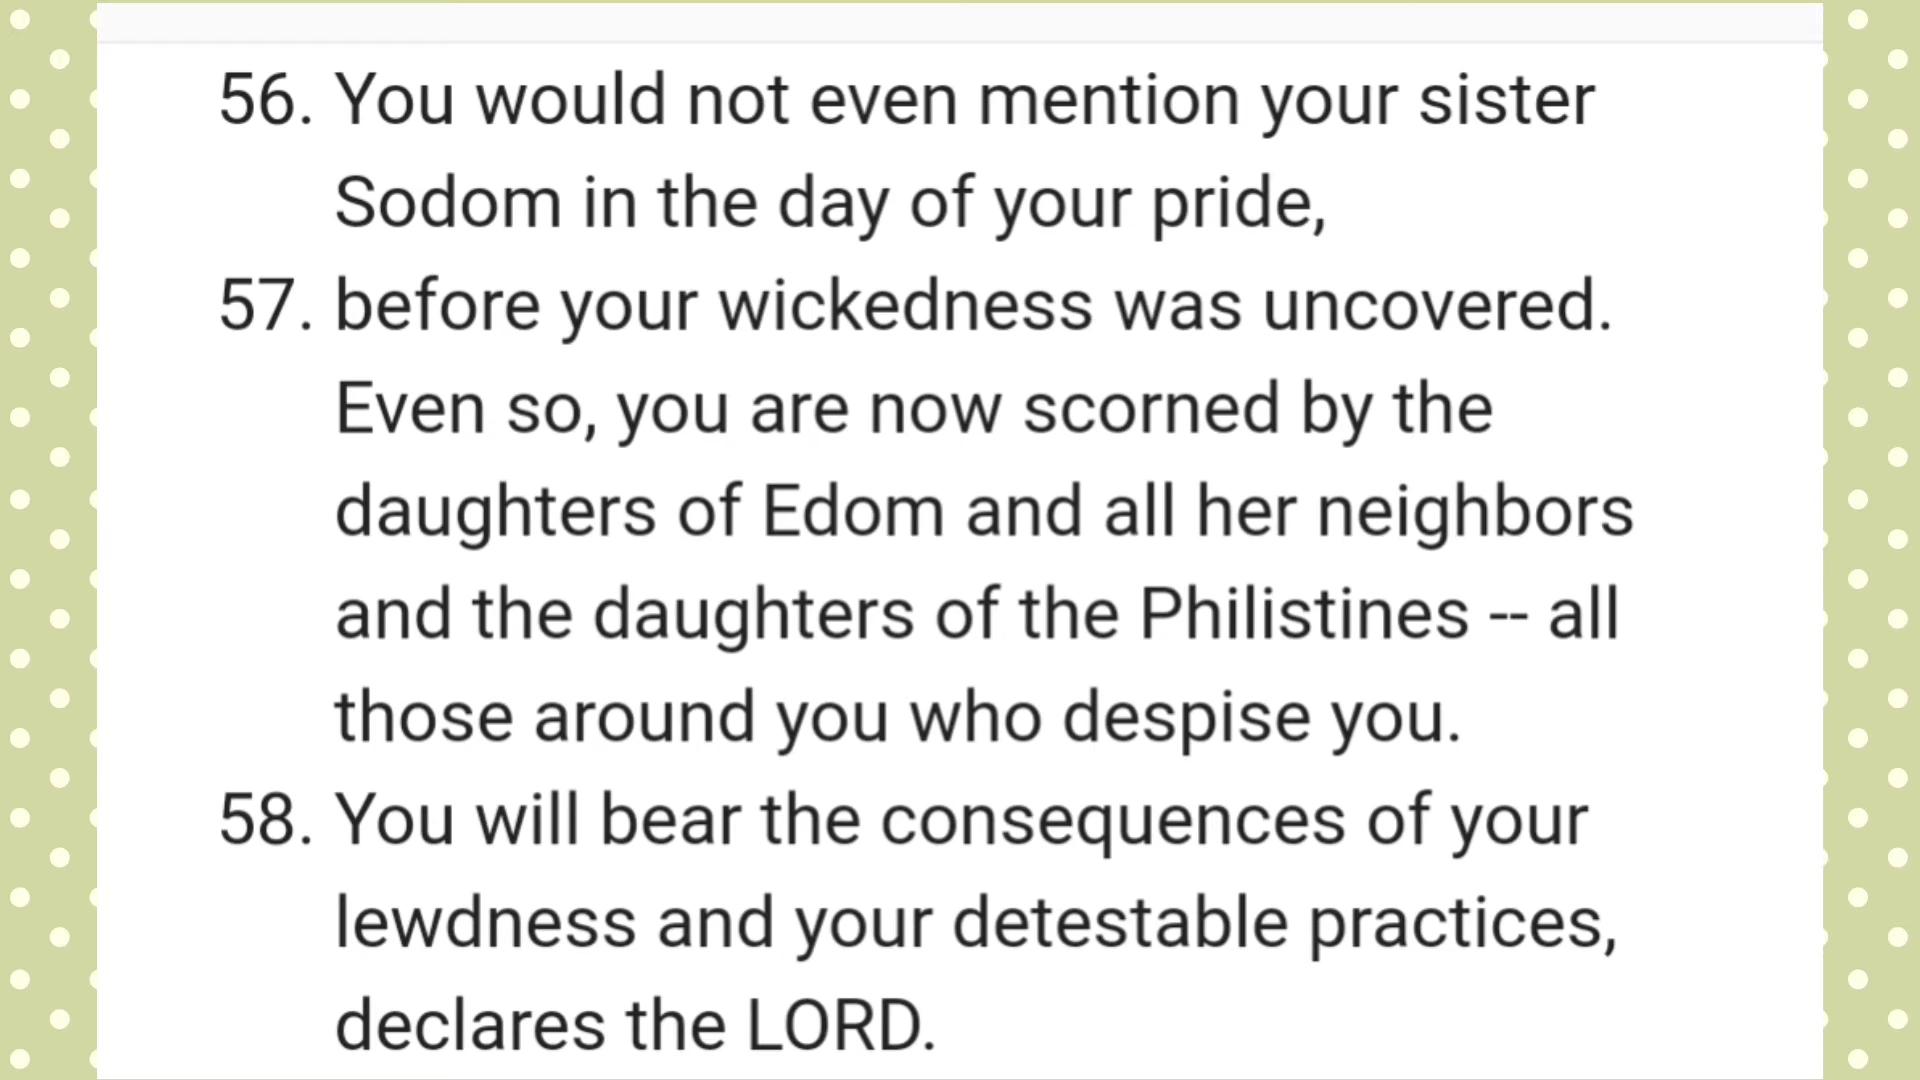 56. You would not even mention your sister
Sodom in the day of your pride,
57. before your wickedness was uncovered.
Even so, you are now scorned by the
daughters of Edom and all her neighbors
and the daughters of the Philistines -- all
those around you who despise you.
58. You will bear the consequences of your
lewdness and your detestable practices,
declares the LORD.